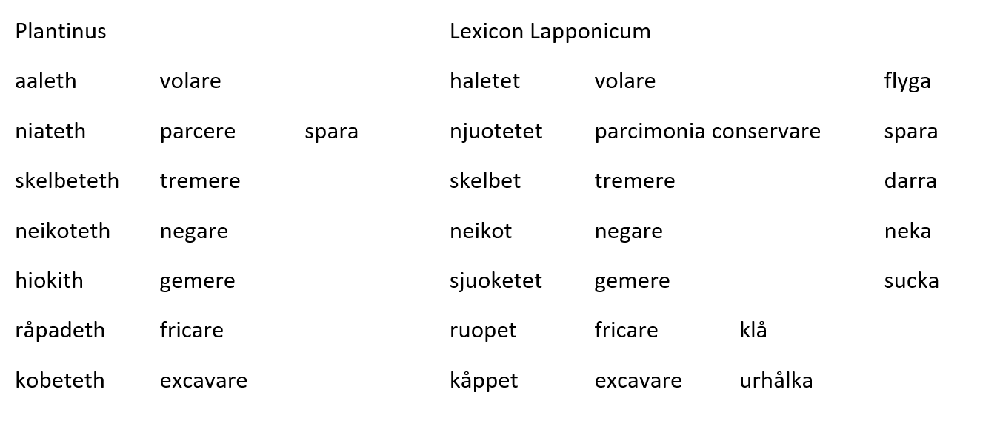 Plantinus Lexicon Lapponicum
aaleth volare haletet volare flyga
niateth parcere spara njuotetet parcimonia conservare spara
skelbeteth tremere skelbet tremere darra
neikoteth negare neikot negare neka
hiokith gemere sjuoketet gemere sucka
råpadeth fricare ruopet fricare klå
kobeteth excavare kåppet excavare urhålka